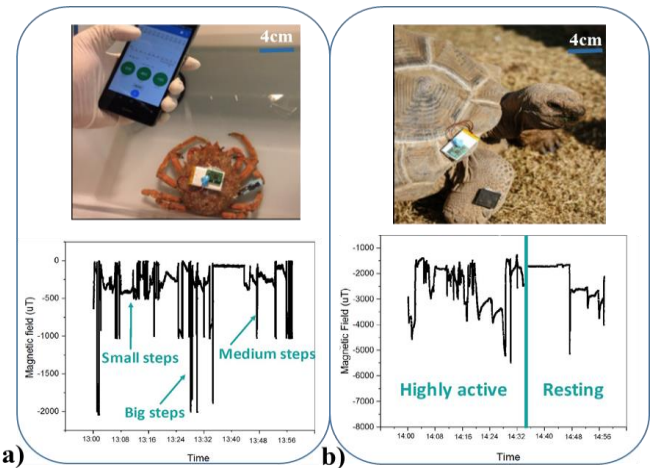 4cm
4cm
0
-500
-1000
-1500
-2000
Magnetic field (uT)
Small steps
Medium steps
Big steps
13:00 13:08 13:16 13:24 13:32 13:40 13:48 13:56
Time
a)
-1000
-2000
-3000
-4000
-5000
-6000
-7000
-8000
Magnetic Field (uT)
Highly active
Resting
14:00 14:08 14:16 14:24 14:32 14:40 14:48 14:56
Time
b)